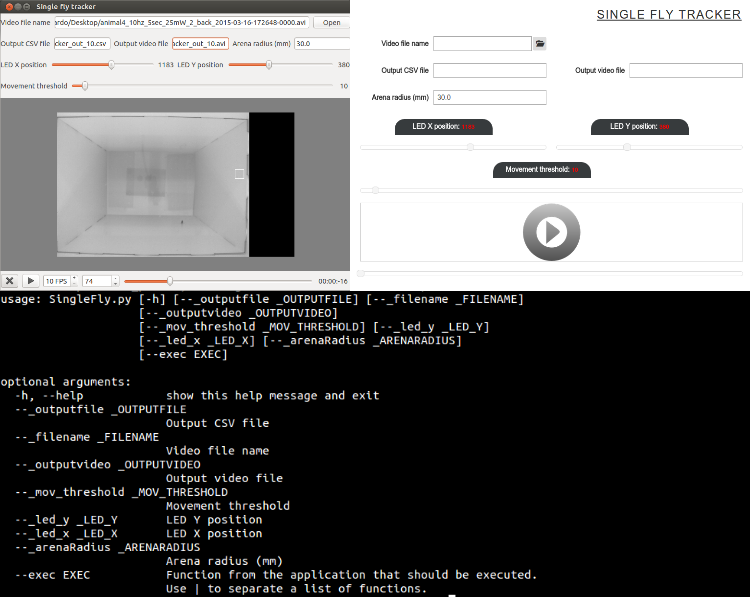 Single fly tracker
Video file name ardo/Desktop/animal4_10hz_5sec_25mW_2_back_2015-03-16-172648-0000.avi Open
Output CSV file cker_out_10.csv Output video file acker_out_10.avi Arena radius (mm) 30.0
LED X position 1183 LED Y position 380
Movement threshold 10
10 FPS 74 00:00:-16
SINGLE FLY TRACKER
Video file name
Output CSV file Output video file
Arena radius (mm) 30.0
LED X position: LED Y position:
Movement threshold:
usage: SingleFly.py [-h] [--_outputfile _OUTPUTFILE] [--_filename _FILENAME]
[--_outputvideo _OUTPUTVIDEO]
[--_mov_threshold _MOV_THRESHOLD] [--_led_y _LED_Y]
[--_led_x _LED_X] [--_arenaRadius _ARENARADIUS]
[--exec EXEC]
optional arguments:
-h, --help show this help message and exit
--_outputfile _OUTPUTFILE
Output CSV file
--_filename _FILENAME
Video file name
--_outputvideo _OUTPUTVIDEO
Output video file
--_mov_threshold _MOV_THRESHOLD
Movement threshold
--_led_y _LED_Y LED Y position
--_led_x _LED_X LED X position
--_arenaRadius _ARENARADIUS
Arena radius (mm)
--exec EXEC Function from the application that should be executed.
Use | to separate a list of functions.